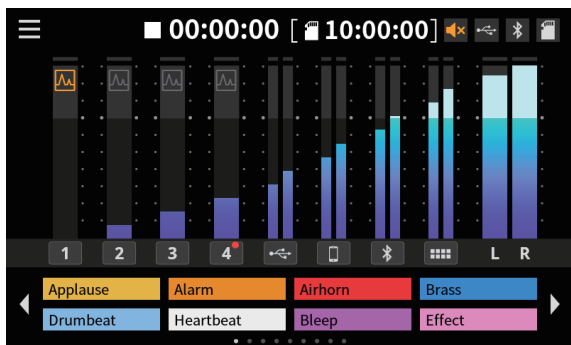 00:00:00 [ 10:00:00]
1 2 3 4 L R
Applause Alarm Airhorn Brass
Drumbeat Heartbeat Bleep Effect